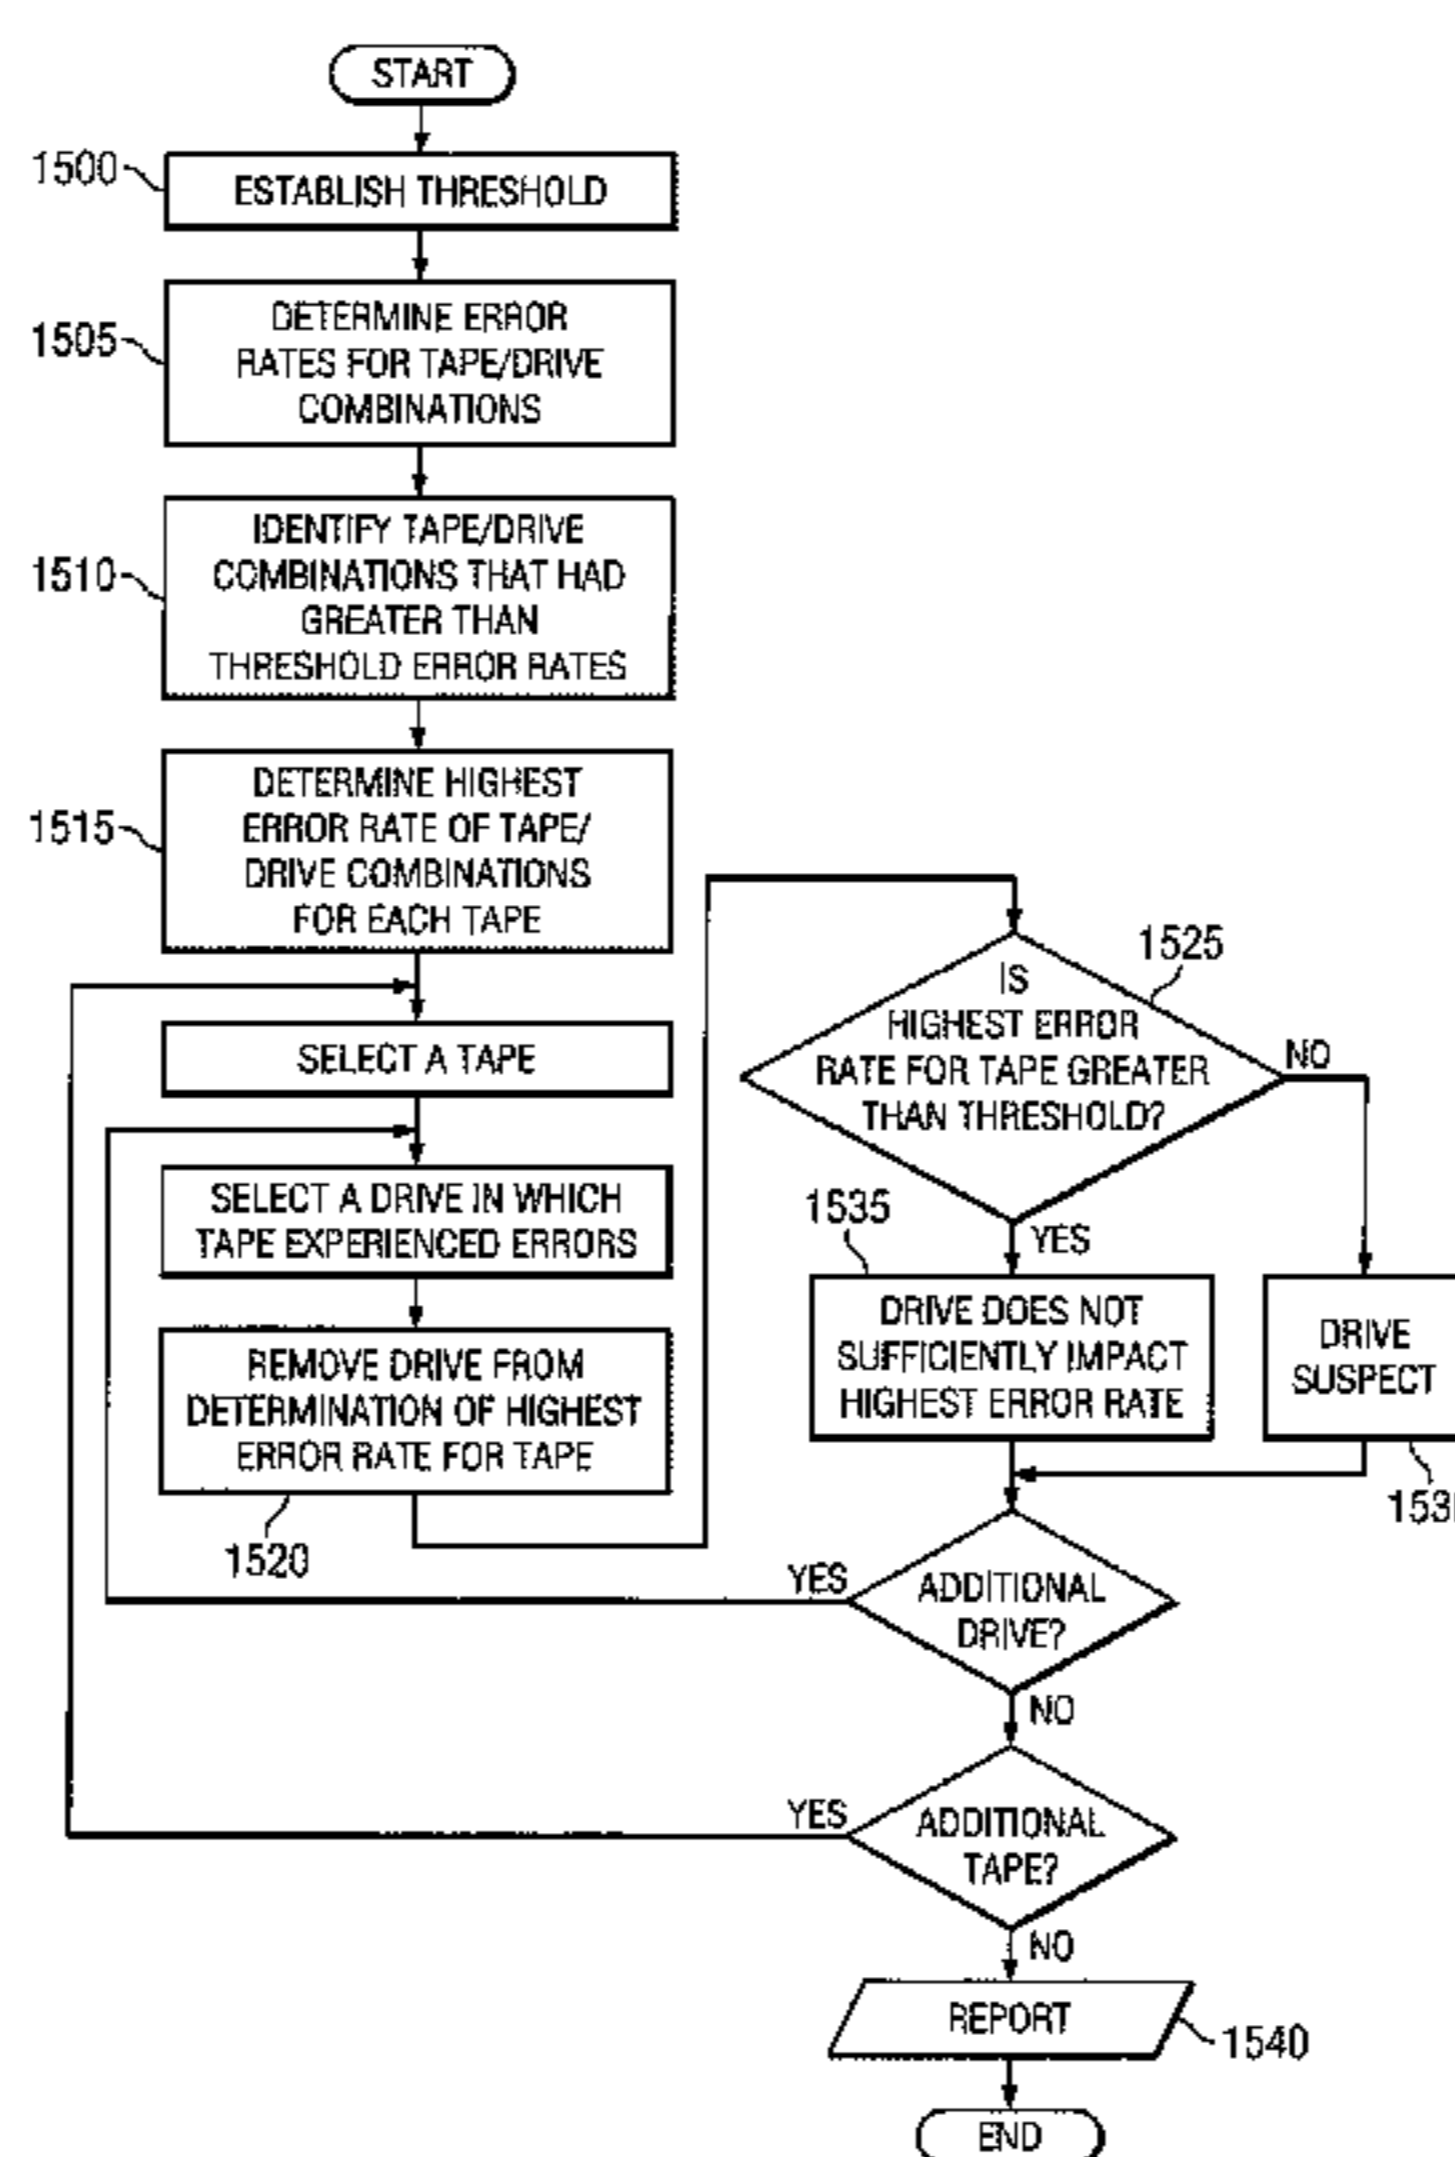 START
1500
ESTABLISH THRESHOLD
1505
DETERMINE ERROR
RATES FOR TAPE/DRIVE
COMBINATIONS
1510
IDENTIFY TAPE/DRIVE
COMBINATIONS THAT HAD
GREATER THAN
THRESHOLD ERROR RATES
1515
DETERMINE HIGHEST
ERROR RATE OF TAPE/
DRIVE COMBINATIONS
FOR EACH TAPE
SELECT A TAPE
SELECT A DRIVE IN WHICH
TAPE EXPERIENCED ERRORS
REMOVE DRIVE FROM
DETERMINATION OF HIGHEST
ERROR RATE FOR TAPE
1520
1525
IS
HIGHEST ERROR
RATE FOR TAPE GREATER
THAN THRESHOLD?
NO
YES
1535
DRIVE DOES NOT
SUFFICIENTLY IMPACT
HIGHEST ERROR RATE
DRIVE
SUSPECT
YES
ADDITIONAL
DRIVE?
NO
YES
ADDITIONAL
TAPE?
NO
REPORT
1540
END